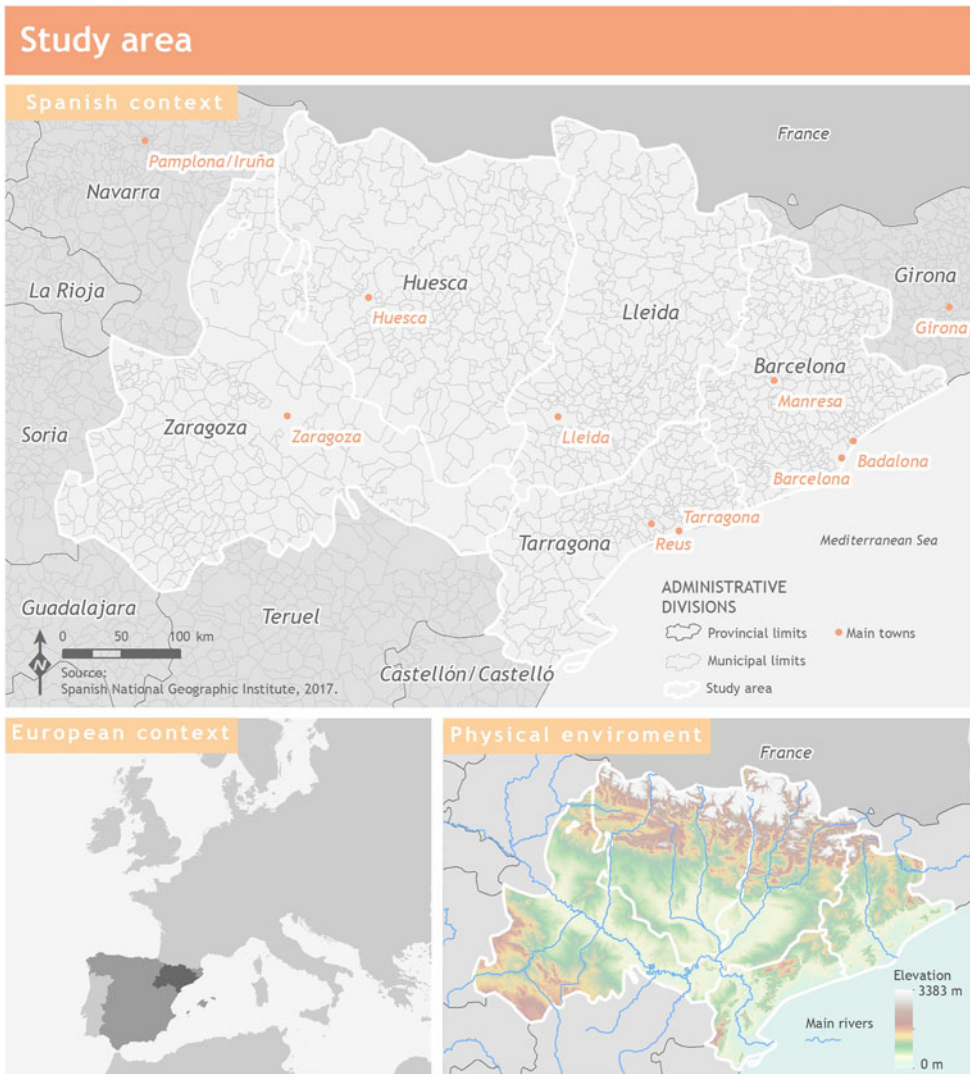 Study area
Spanish context
France
Pamplona/Iruña
Navarra
La Rioja
Huesca
Huesca
Girona
Girona
Lleida
Barcelona
Manresa
Zaragoza
Zaragoza
Soria
Lleida
Badalona
Barcelona
Tarragona
Reus
Tarragona
Mediterranean Sea
Guadalajara
Teruel
Castellón/Castelló
ADMINISTRATIVE
DIVISIONS
Provincial limits
Main towns
Municipal limits
Study area
0 50 100 km
N
Source:
Spanish National Geographic Institute, 2017.
European context
Physical enviroment
France
Elevation
3383 m
Main rivers
0 m